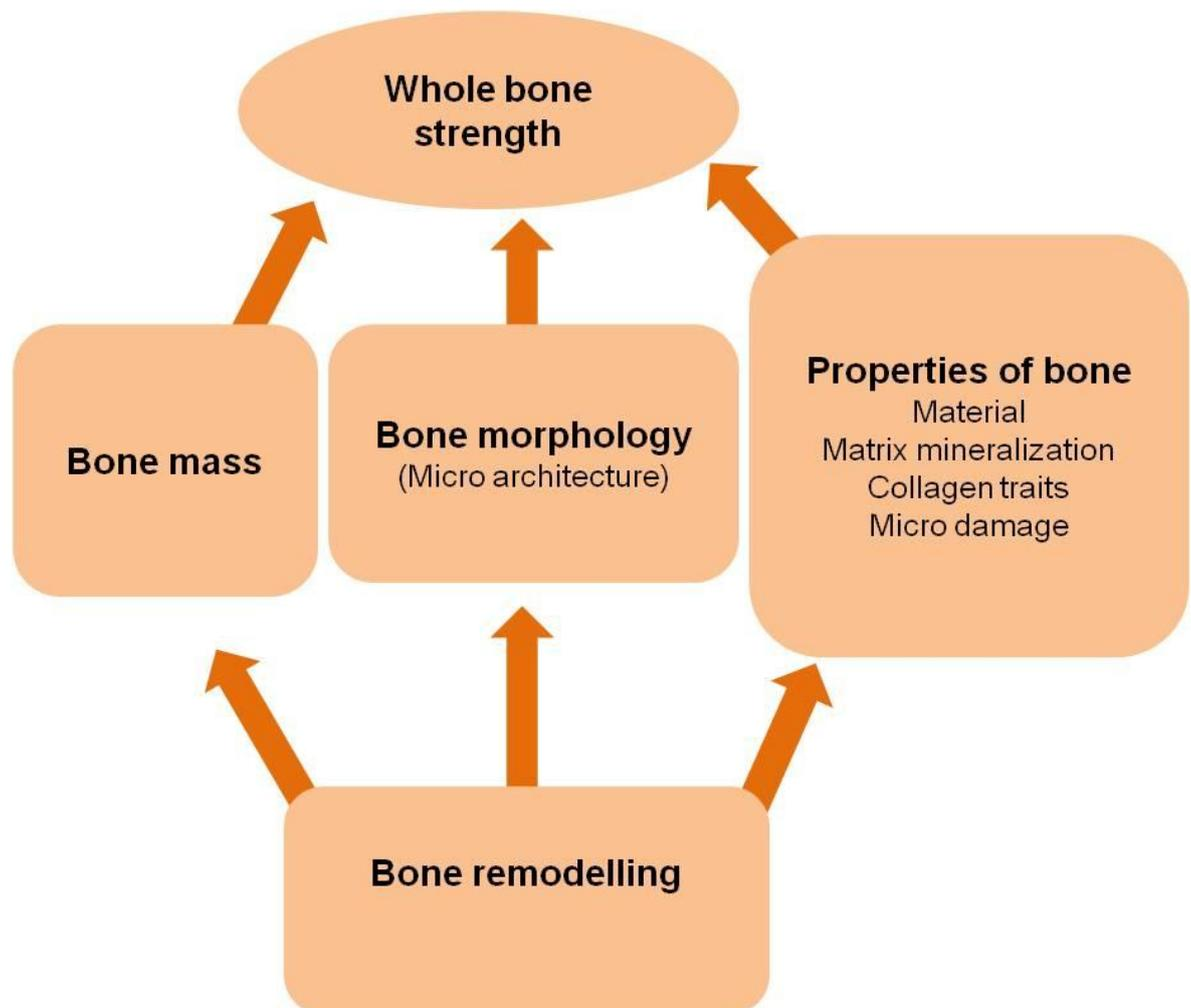 Whole bone
strength
Bone mass
Bone morphology
(Micro architecture)
Properties of bone
Material
Matrix mineralization
Collagen traits
Micro damage
Bone remodelling